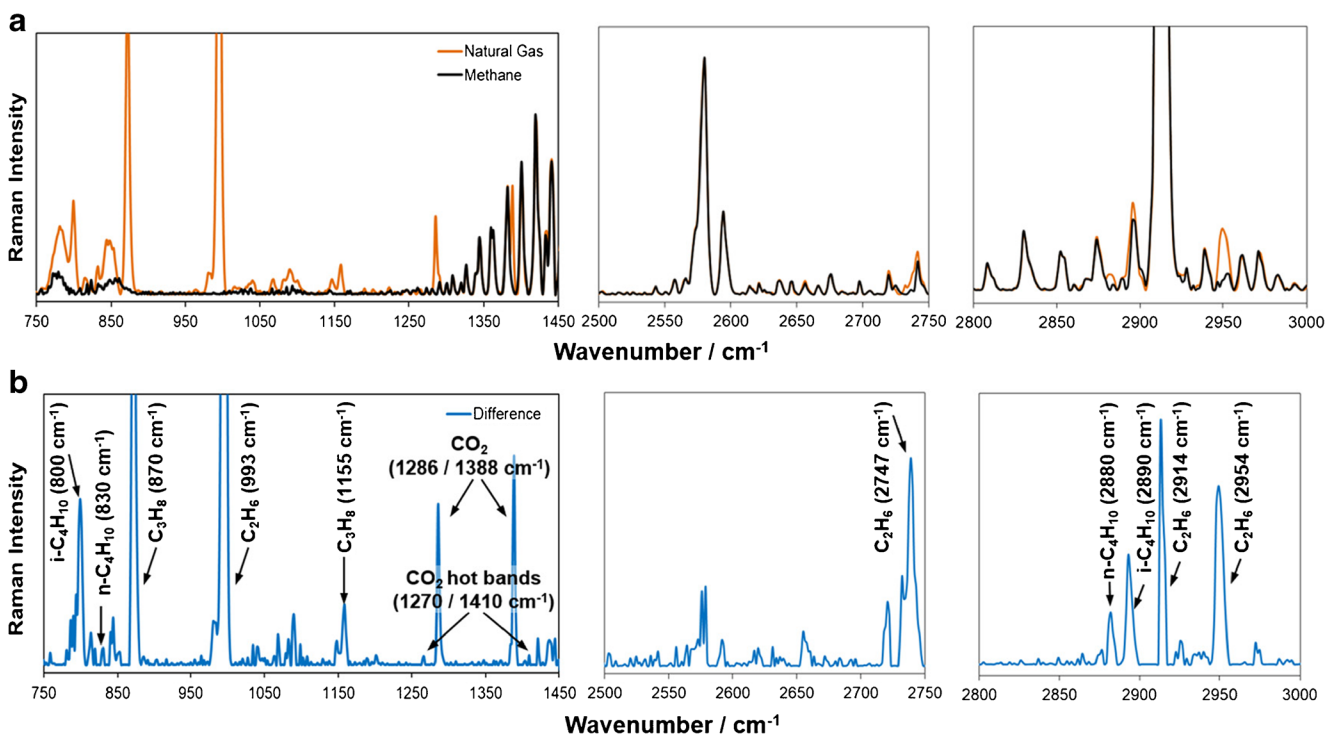 a
Raman Intensity
Natural Gas
Methane
750 850 950 1050 1150 1250 1350 1450
2500 2550 2600 2650 2700 2750
2800 2850 2900 2950 3000
Wavenumber / cm-1
b
Raman Intensity
i-C4H10 (800 cm-1)
n-C4H10 (830 cm-1)
C3H8 (870 cm-1)
C2H6 (993 cm-1)
C3H8 (1155 cm-1)
Difference
CO2
(1286 / 1388 cm-1)
CO2 hot bands
(1270 / 1410 cm-1)
C2H6 (2747 cm-1)
n-C4H10 (2880 cm-1)
i-C4H10 (2890 cm-1)
C2H6 (2914 cm-1)
C2H6 (2954 cm-1)
750 850 950 1050 1150 1250 1350 1450
2500 2550 2600 2650 2700 2750
2800 2850 2900 2950 3000
Wavenumber / cm-1